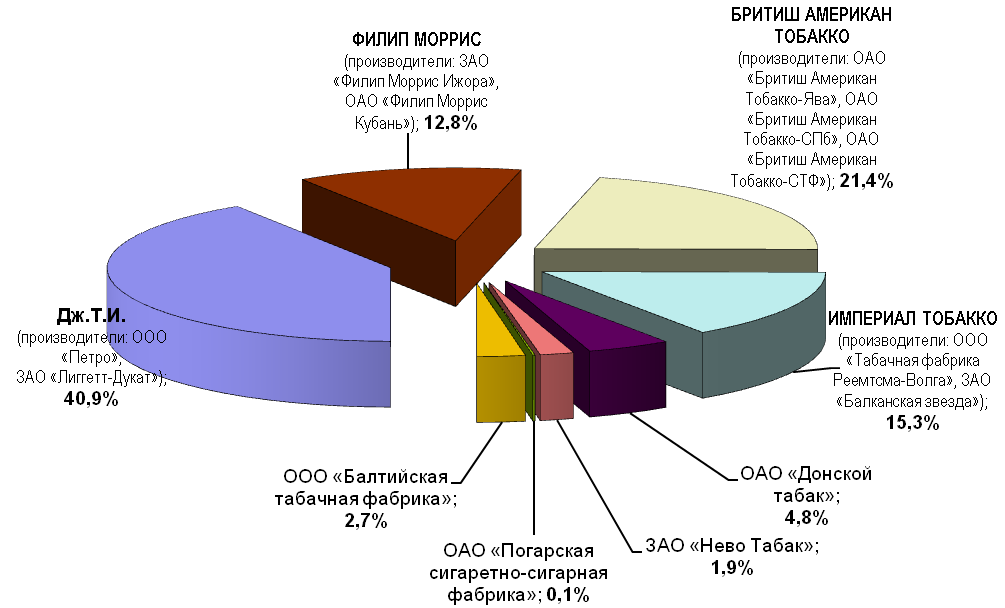 ФИЛИП МОРРИС
(производители: ЗАО
«Филип Моррис Ижора»,
ОАО «Филип Моррис
Кубань»); 12,8%
БРИТИШ АМЕРИКАН
ТОБАККО
(производители: ОАО
«Бритиш Американ
Тобакко-Ява», ОАО
«Бритиш Американ
Тобакко-СПб», ОАО
«Бритиш Американ
Тобакко-СТФ»); 21,4%
Дж.Т.И.
(производители: ООО
«Петро»,
ЗАО «Лиггетт-Дукат»);
40,9%
ИМПЕРИАЛ ТОБАККО
(производители: ООО
«Табачная фабрика
Реемтсма-Волга», ЗАО
«Балканская звезда»);
15,3%
ООО «Балтийская
табачная фабрика»;
2,7%
ОАО «Погарская
сигаретно-сигарная
фабрика»; 0,1%
ЗАО «Нево Табак»;
1,9%
ОАО «Донской
табак»;
4,8%